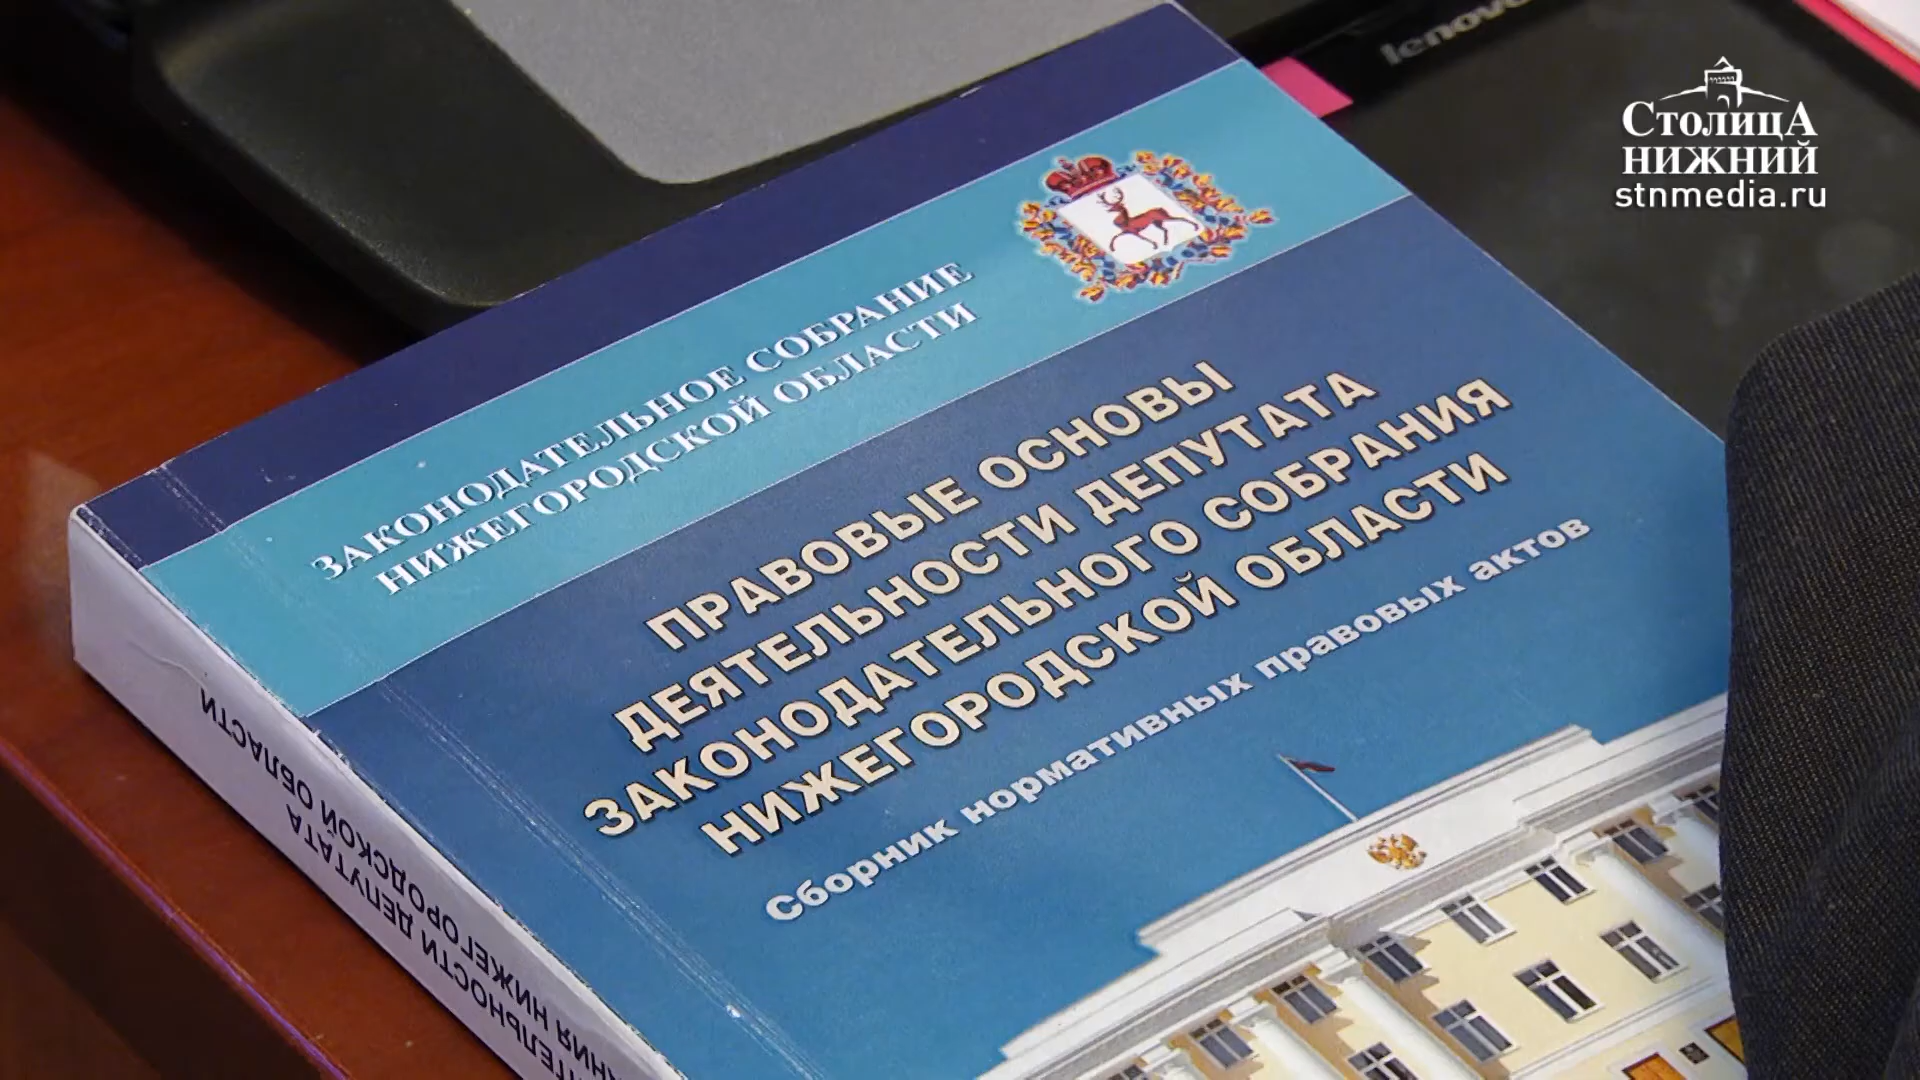 lenovo
СТОЛИЦА
НИЖНИЙ
stnmedia.ru
ЗАКОНОДАТЕЛЬНОЕ СОБРАНИЕ
НИЖЕГОРОДСКОЙ ОБЛАСТИ
ПРАВОВЫЕ ОСНОВЫ
ДЕЯТЕЛЬНОСТИ ДЕПУТАТА
ЗАКОНОДАТЕЛЬНОГО СОБРАНИЯ
НИЖЕГОРОДСКОЙ ОБЛАСТИ
Сборник нормативных правовых актов
ДЕПУТАТА
НИЖЕГОРОДСКОЙ ОБЛАСТИ